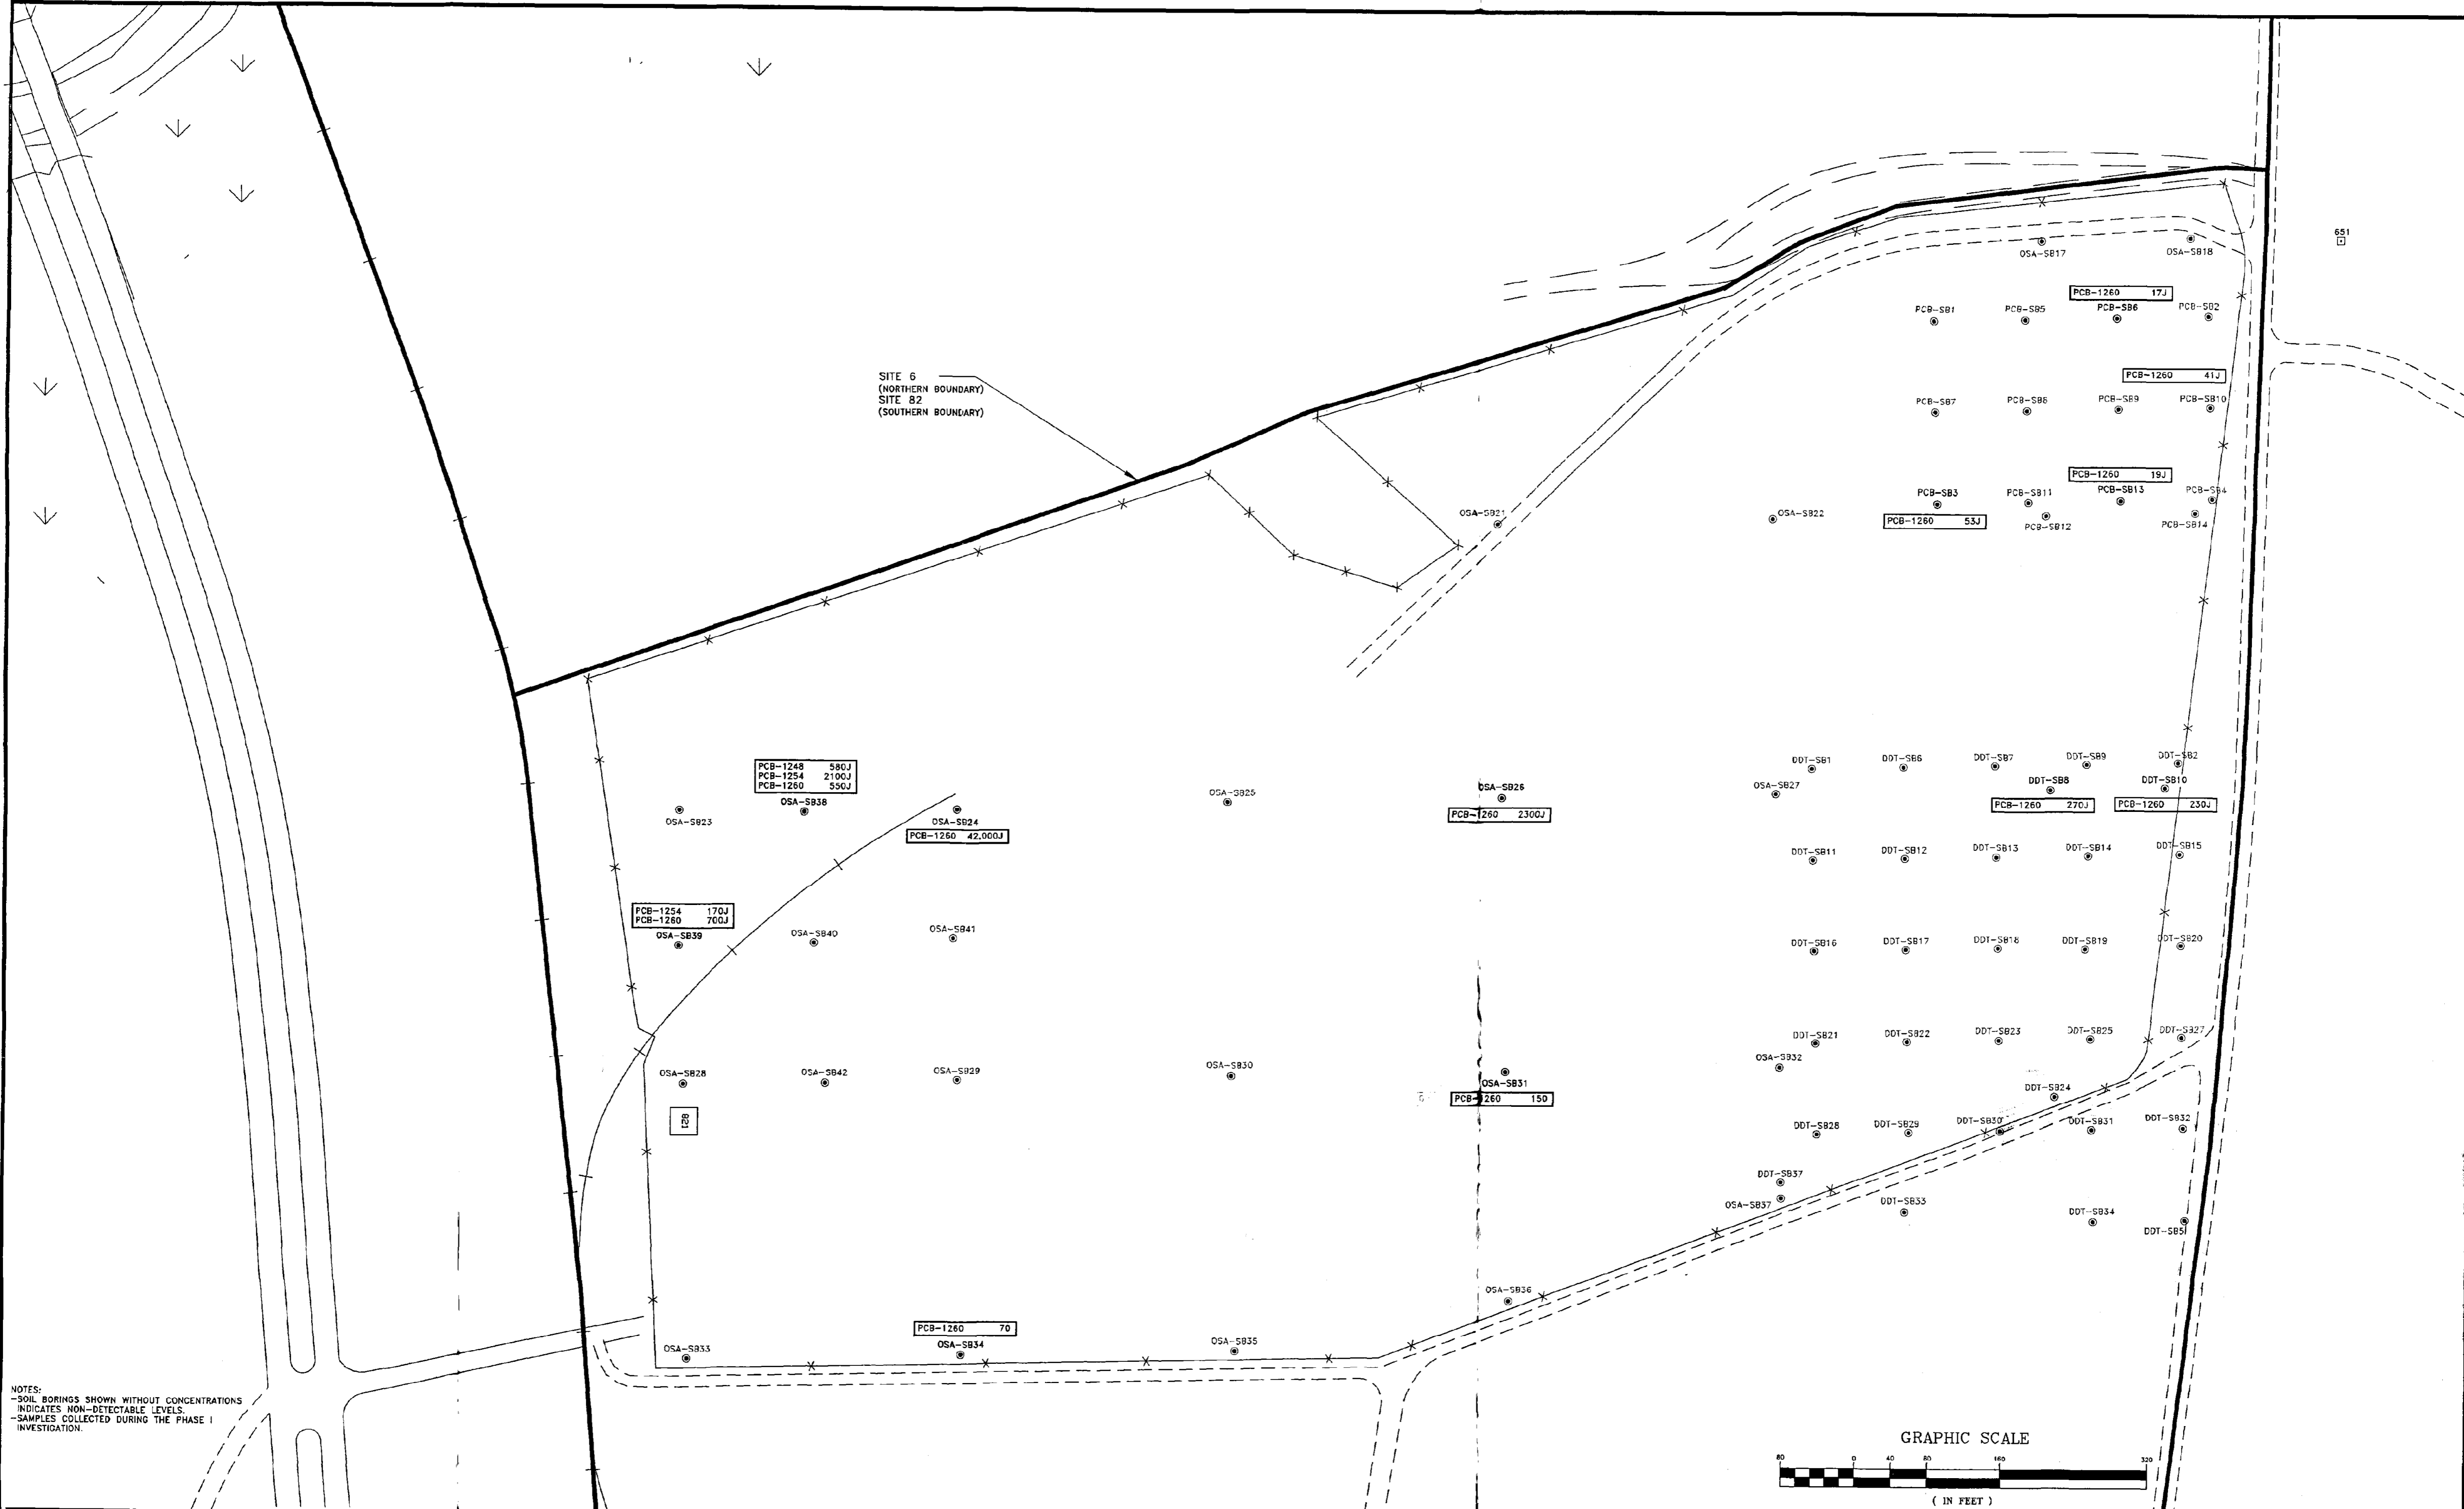 651
OSA-SB17
OSA-SB18
PCB-1260 17J
PCB-SB1
PCB-SB5
PCB-SB6
PCB-SB2
SITE 6
(NORTHERN BOUNDARY)
SITE 82
(SOUTHERN BOUNDARY)
PCB-1260 41J
PCB-SB7
PCB-SB8
PCB-SB9
PCB-SB10
PCB-1260 19J
PCB-SB3
PCB-SB11
PCB-SB13
PCB-SB4
OSA-SB21
OSA-SB22
PCB-1260 53J
PCB-SB12
PCB-SB14
PCB-1248 580J
PCB-1254 2100J
PCB-1260 550J
OSA-SB38
OSA-SB23
OSA-SB24
PCB-1260 42,000J
OSA-SB25
OSA-SB26
PCB-1260 2300J
OSA-SB27
DDT-SB1
DDT-SB6
DDT-SB7
DDT-SB9
DDT-SB2
DDT-SB8
DDT-SB10
PCB-1260 270J
PCB-1260 230J
DDT-SB11
DDT-SB12
DDT-SB13
DDT-SB14
DDT-SB15
PCB-1254 170J
PCB-1260 700J
OSA-SB39
OSA-SB40
OSA-SB41
DDT-SB16
DDT-SB17
DDT-SB18
DDT-SB19
DDT-SB20
DDT-SB21
DDT-SB22
DDT-SB23
DDT-SB25
DDT-SB27
OSA-SB28
OSA-SB42
OSA-SB29
OSA-SB30
OSA-SB31
PCB-1260 150
OSA-SB32
DDT-SB24
821
DDT-SB28
DDT-SB29
DDT-SB30
DDT-SB31
DDT-SB32
DDT-SB37
OSA-SB37
DDT-SB33
DDT-SB34
DDT-SB5
OSA-SB36
PCB-1260 70
OSA-SB33
OSA-SB34
OSA-SB35
NOTES:
-SOIL BORINGS SHOWN WITHOUT CONCENTRATIONS
INDICATES NON-DETECTABLE LEVELS.
-SAMPLES COLLECTED DURING THE PHASE I
INVESTIGATION.
GRAPHIC SCALE
80 0 40 80 160 320
( IN FEET )